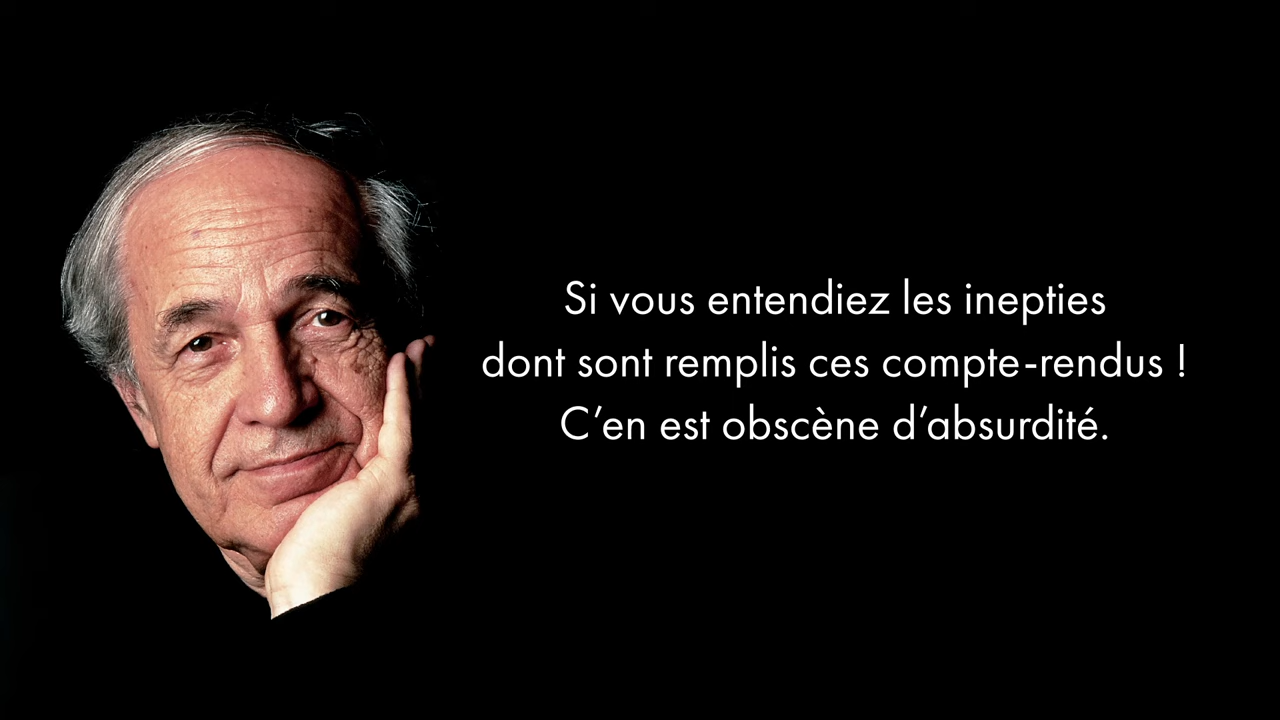 Si vous entendiez les inepties
dont sont remplis ces compte-rendus !
C’en est obscène d’absurdité.